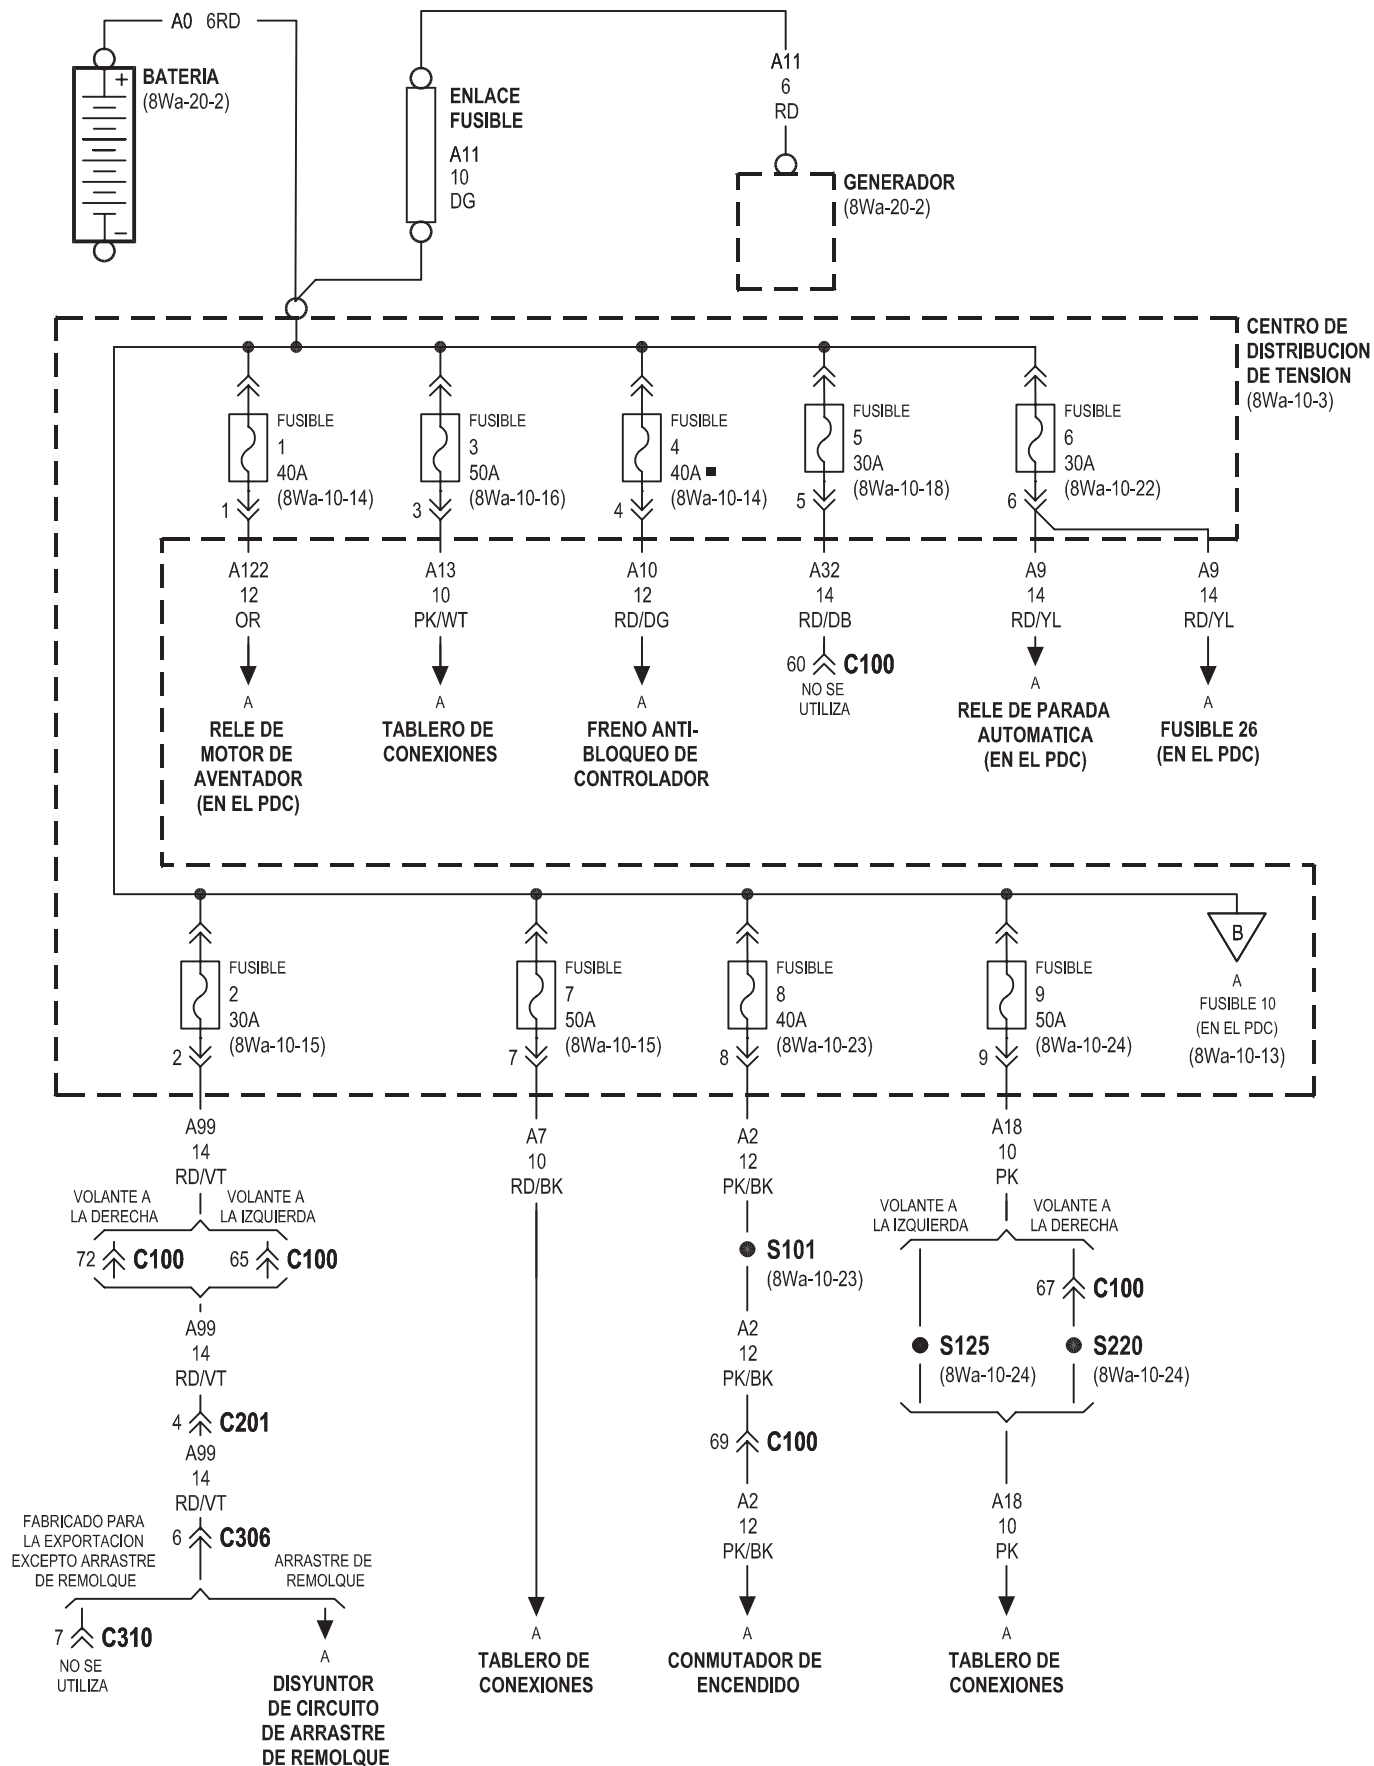 A0 6RD
BATERIA
(8Wa-20-2)
+
−
ENLACE
FUSIBLE
A11
10
DG
A11
6
RD
GENERADOR
(8Wa-20-2)
CENTRO DE
DISTRIBUCION
DE TENSION
(8Wa-10-3)
FUSIBLE
1
40A
(8Wa-10-14)
1
FUSIBLE
3
50A
(8Wa-10-16)
3
FUSIBLE
4
40A ■
(8Wa-10-14)
4
FUSIBLE
5
30A
(8Wa-10-18)
5
FUSIBLE
6
30A
(8Wa-10-22)
6
A122
12
OR
A
RELE DE
MOTOR DE
AVENTADOR
(EN EL PDC)
A13
10
PK/WT
A
TABLERO DE
CONEXIONES
A10
12
RD/DG
A
FRENO ANTI-
BLOQUEO DE
CONTROLADOR
A32
14
RD/DB
60 C100
NO SE
UTILIZA
A9
14
RD/YL
A
RELE DE PARADA
AUTOMATICA
(EN EL PDC)
A9
14
RD/YL
A
FUSIBLE 26
(EN EL PDC)
FUSIBLE
2
30A
(8Wa-10-15)
2
FUSIBLE
7
50A
(8Wa-10-15)
7
FUSIBLE
8
40A
(8Wa-10-23)
8
FUSIBLE
9
50A
(8Wa-10-24)
9
B
A
FUSIBLE 10
(EN EL PDC)
(8Wa-10-13)
A99
14
RD/VT
VOLANTE A
LA DERECHA
VOLANTE A
LA IZQUIERDA
72 C100
65 C100
A99
14
RD/VT
4 C201
A99
14
RD/VT
6 C306
FABRICADO PARA
LA EXPORTACION
EXCEPTO ARRASTRE
DE REMOLQUE
ARRASTRE DE
REMOLQUE
7 C310
NO SE
UTILIZA
A
DISYUNTOR
DE CIRCUITO
DE ARRASTRE
DE REMOLQUE
A7
10
RD/BK
A
TABLERO DE
CONEXIONES
A2
12
PK/BK
S101
(8Wa-10-23)
A2
12
PK/BK
69 C100
A2
12
PK/BK
A
CONMUTADOR DE
ENCENDIDO
A18
10
PK
VOLANTE A
LA IZQUIERDA
VOLANTE A
LA DERECHA
67 C100
S125
(8Wa-10-24)
S220
(8Wa-10-24)
A18
10
PK
A
TABLERO DE
CONEXIONES